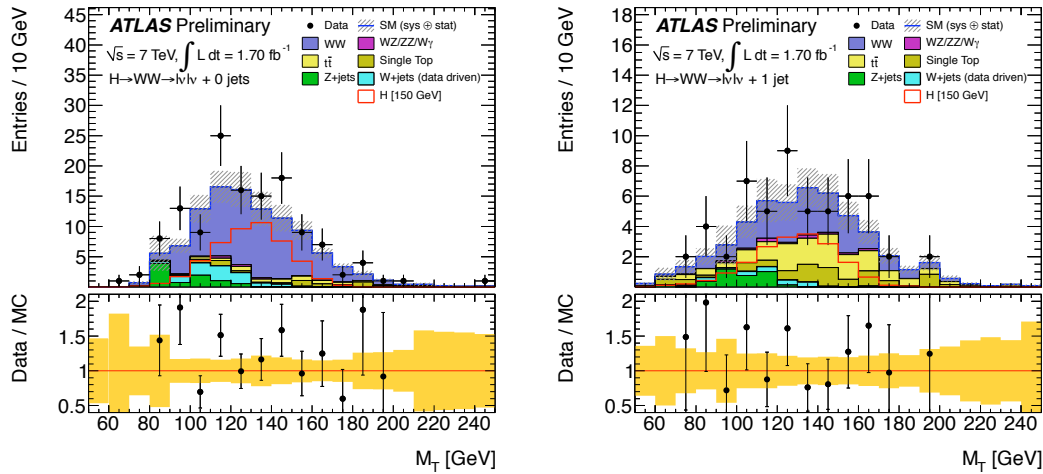 ATLAS Preliminary
√s = 7 TeV, ∫ L dt = 1.70 fb⁻¹
H→WW→lνlν + 0 jets
Data
SM (sys ⊕ stat)
WW
WZ/ZZ/Wγ
tt̄
Single Top
Z+jets
W+jets (data driven)
H [150 GeV]
Entries / 10 GeV
45
40
35
30
25
20
15
10
5
Data / MC
2
1.5
1
0.5
60 80 100 120 140 160 180 200 220 240
M_T [GeV]
ATLAS Preliminary
√s = 7 TeV, ∫ L dt = 1.70 fb⁻¹
H→WW→lνlν + 1 jet
Data
SM (sys ⊕ stat)
WW
WZ/ZZ/Wγ
tt̄
Single Top
Z+jets
W+jets (data driven)
H [150 GeV]
Entries / 10 GeV
18
16
14
12
10
8
6
4
2
Data / MC
2
1.5
1
0.5
60 80 100 120 140 160 180 200 220 240
M_T [GeV]